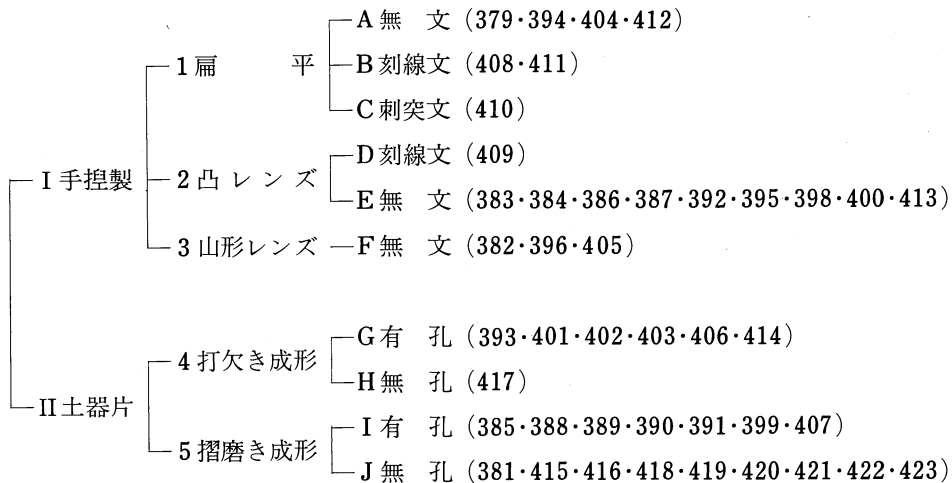 A無　文（379・394・404・412）
1扁　　平
B刻線文（408・411）
C刺突文（410）
I手捏製
2凸レンズ
D刻線文（409）
E無　文（383・384・386・387・392・395・398・400・413）
3山形レンズ
F無　文（382・396・405）
II土器片
4打欠き成形
G有　孔（393・401・402・403・406・414）
H無　孔（417）
5摺磨き成形
I有　孔（385・388・389・390・391・399・407）
J無　孔（381・415・416・418・419・420・421・422・423）